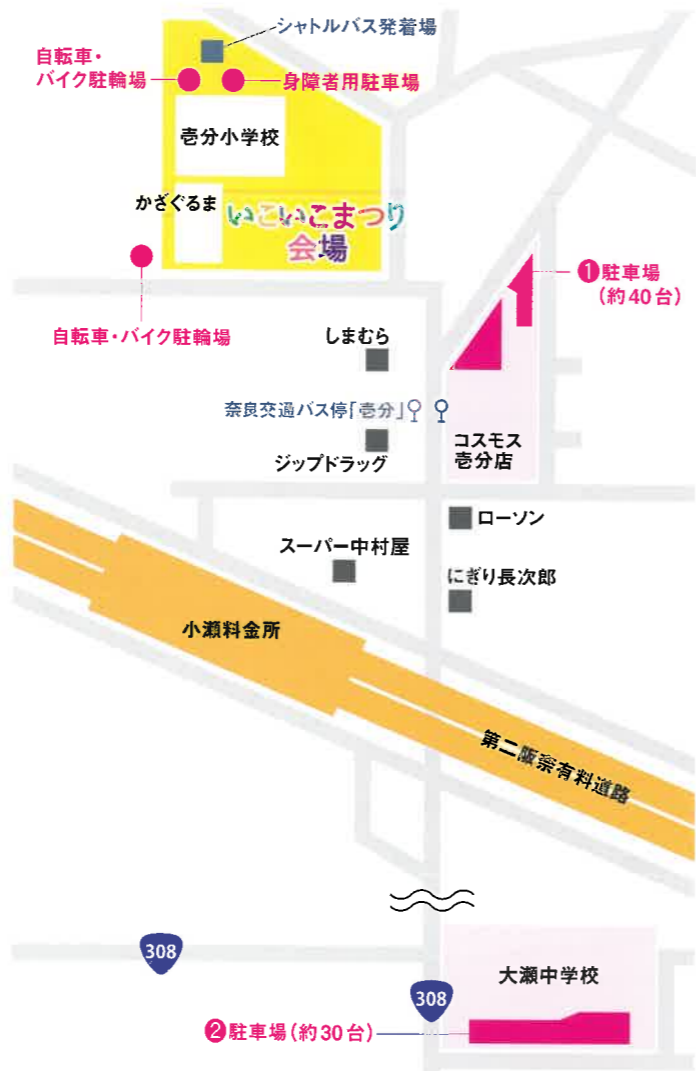 シャトルバス発着場
自転車・
バイク駐輪場
身障者用駐車場
壱分小学校
かざぐるま
いこいこまつり
会場
❶駐車場
(約40台)
自転車・バイク駐輪場
しまむら
奈良交通バス停「壱分」
コスモス
壱分店
ジップドラッグ
ローソン
スーパー中村屋
にぎり長次郎
小瀬料金所
第二阪奈有料道路
308
大瀬中学校
308
❷駐車場(約30台)